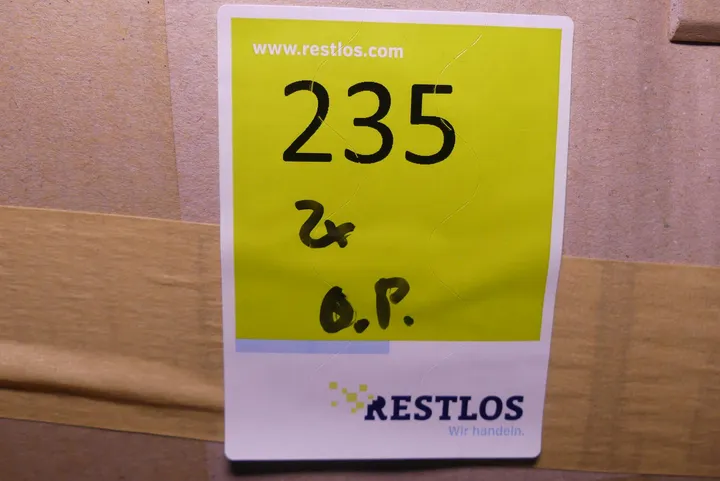 www.restlos.com
235
2x
O.P.
RESTLOS
Wir handeln.